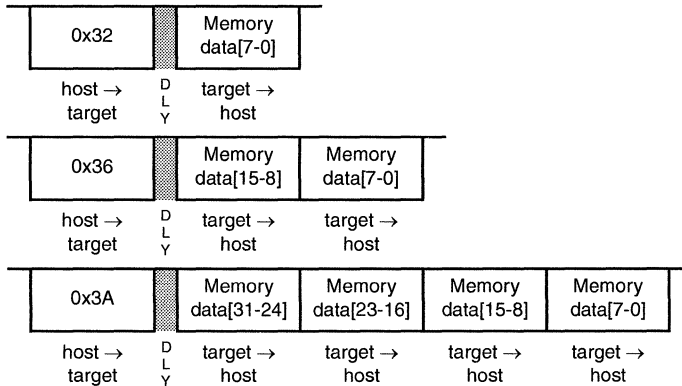 0x32
Memory
data[7-0]
host →
target
D
L
Y
target →
host
0x36
Memory
data[15-8]
Memory
data[7-0]
host →
target
D
L
Y
target →
host
target →
host
0x3A
Memory
data[31-24]
Memory
data[23-16]
Memory
data[15-8]
Memory
data[7-0]
host →
target
D
L
Y
target →
host
target →
host
target →
host
target →
host